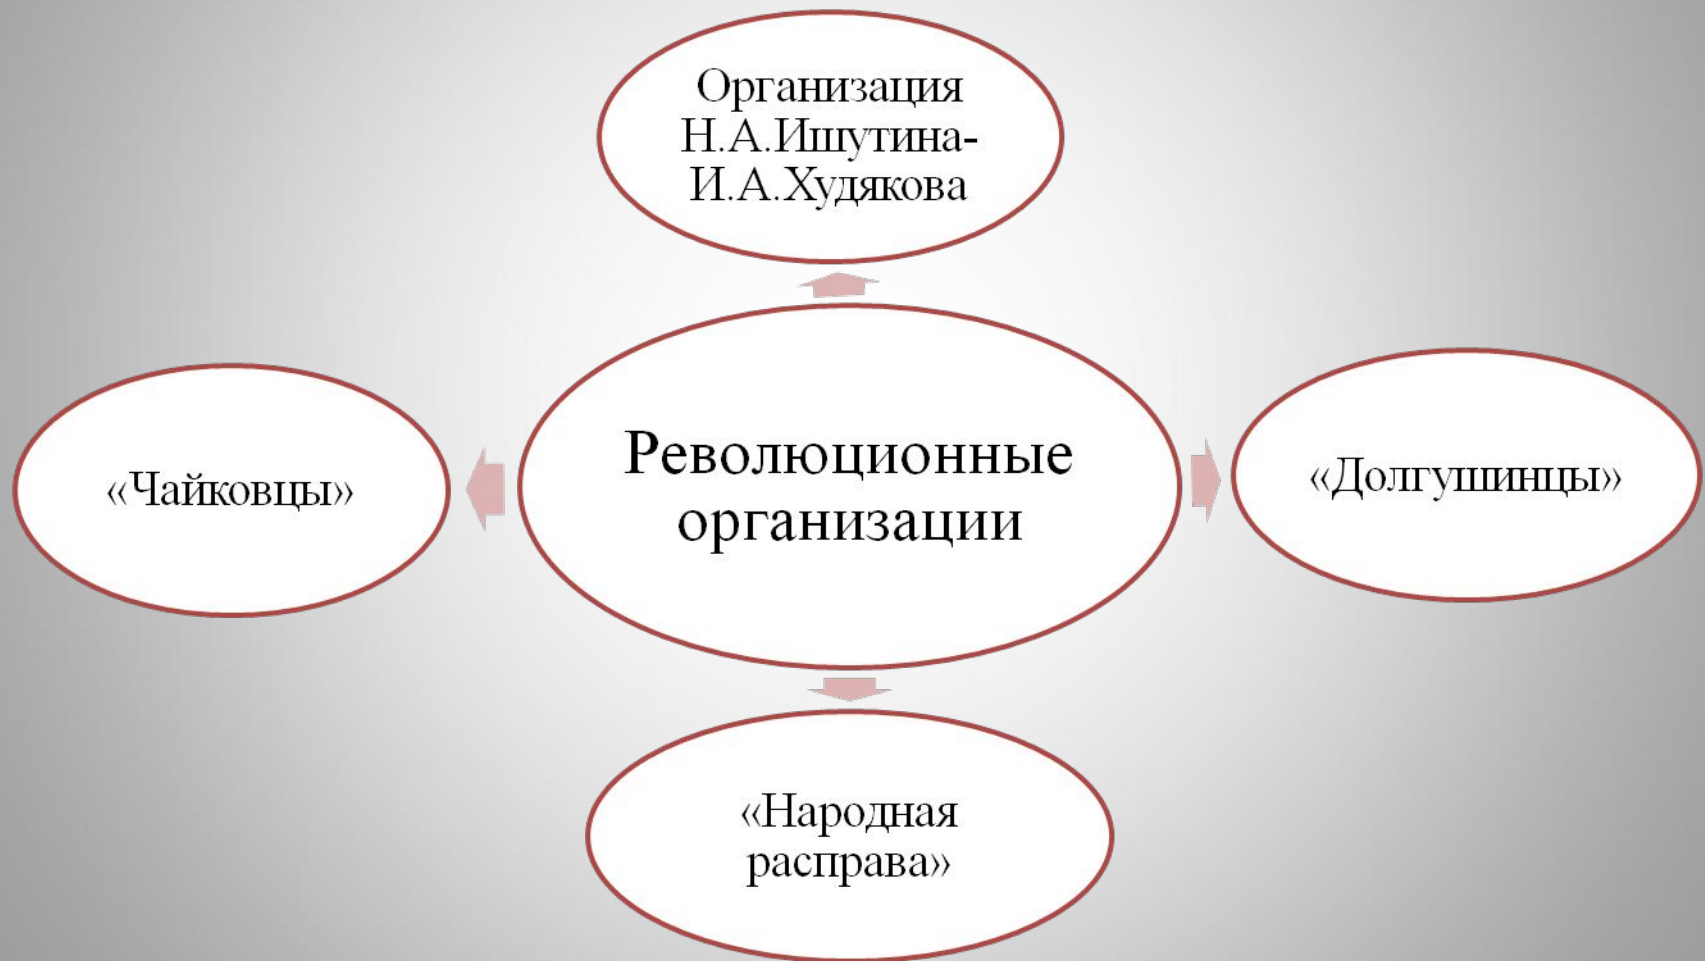 Организация
Н.А.Ишутина-
И.А.Худякова
«Чайковцы»
Революционные
организации
«Долгушинцы»
«Народная
расправа»